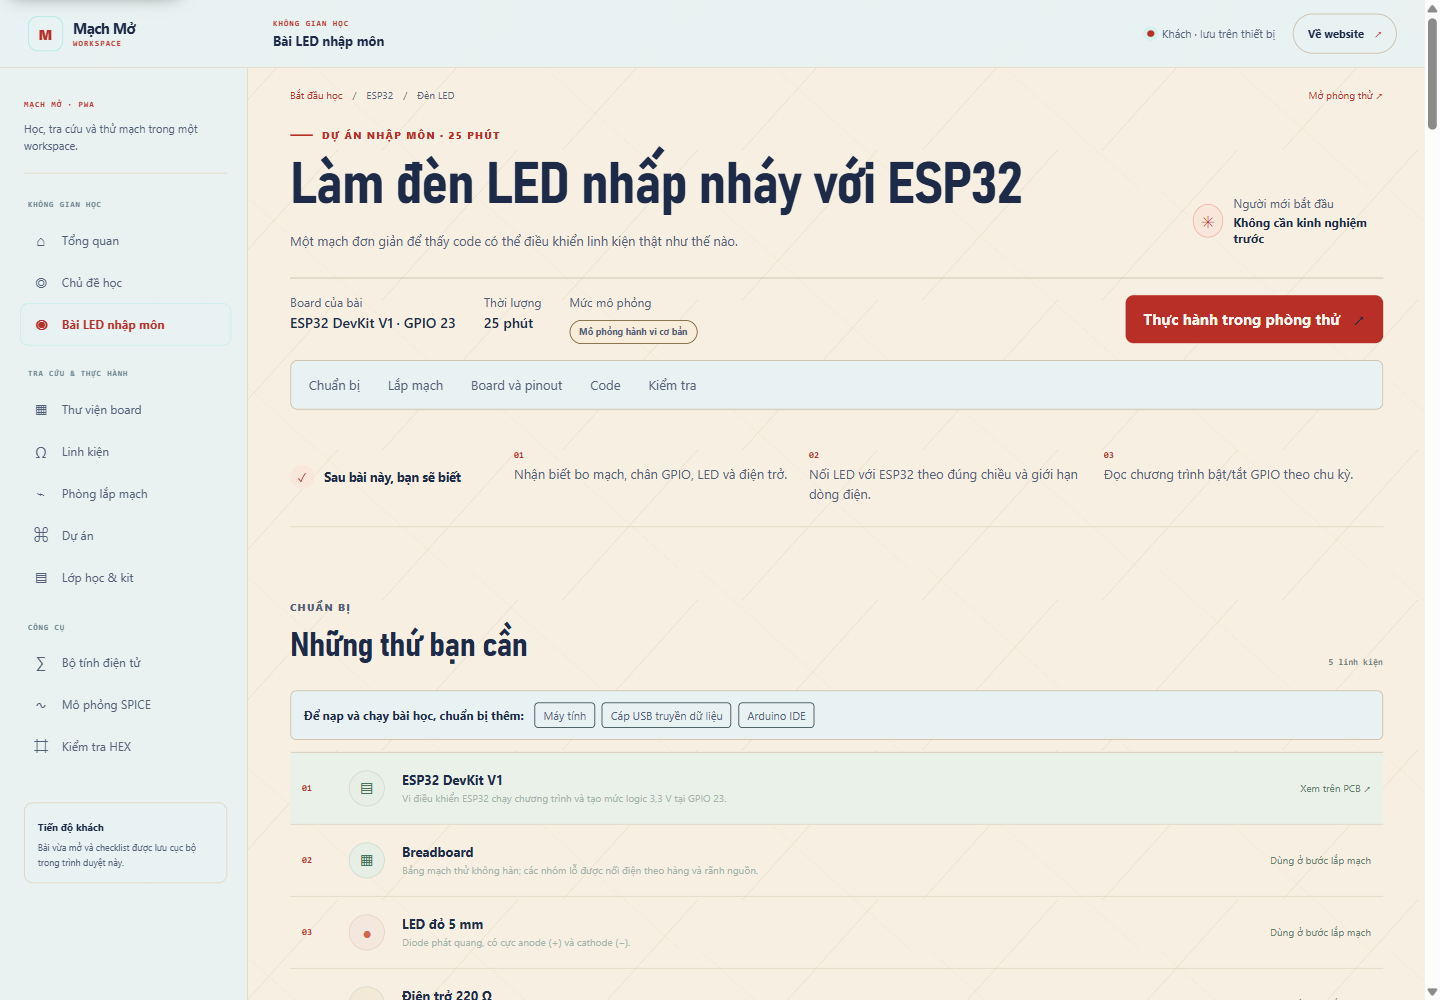 M
Mạch Mở
WORKSPACE
KHÔNG GIAN HỌC
Bài LED nhập môn
Khách · lưu trên thiết bị
Về website ↗
MẠCH MỞ · PWA
Học, tra cứu và thử mạch trong một
workspace.
KHÔNG GIAN HỌC
Tổng quan
Chủ đề học
Bài LED nhập môn
TRA CỨU & THỰC HÀNH
Thư viện board
Ω Linh kiện
Phòng lắp mạch
⌘ Dự án
Lớp học & kit
CÔNG CỤ
∑ Bộ tính điện tử
∿ Mô phỏng SPICE
Kiểm tra HEX
Tiến độ khách
Bài vừa mở và checklist được lưu cục bộ
trong trình duyệt này.
Bắt đầu học / ESP32 / Đèn LED
Mở phòng thử ↗
DỰ ÁN NHẬP MÔN · 25 PHÚT
Làm đèn LED nhấp nháy với ESP32
Một mạch đơn giản để thấy code có thể điều khiển linh kiện thật như thế nào.
Người mới bắt đầu
Không cần kinh nghiệm
trước
Board của bài
ESP32 DevKit V1 · GPIO 23
Thời lượng
25 phút
Mức mô phỏng
Mô phỏng hành vi cơ bản
Thực hành trong phòng thử ↗
Chuẩn bị
Lắp mạch
Board và pinout
Code
Kiểm tra
✓ Sau bài này, bạn sẽ biết
01
Nhận biết bo mạch, chân GPIO, LED và điện trở.
02
Nối LED với ESP32 theo đúng chiều và giới hạn
dòng điện.
03
Đọc chương trình bật/tắt GPIO theo chu kỳ.
CHUẨN BỊ
Những thứ bạn cần
5 linh kiện
Để nạp và chạy bài học, chuẩn bị thêm:
Máy tính
Cáp USB truyền dữ liệu
Arduino IDE
01
ESP32 DevKit V1
Vi điều khiển ESP32 chạy chương trình và tạo mức logic 3,3 V tại GPIO 23.
Xem trên PCB ↗
02
Breadboard
Bảng mạch thử không hàn; các nhóm lỗ được nối điện theo hàng và rãnh nguồn.
Dùng ở bước lắp mạch
03
LED đỏ 5 mm
Diode phát quang, có cực anode (+) và cathode (−).
Dùng ở bước lắp mạch
Điện trở 220 Ω